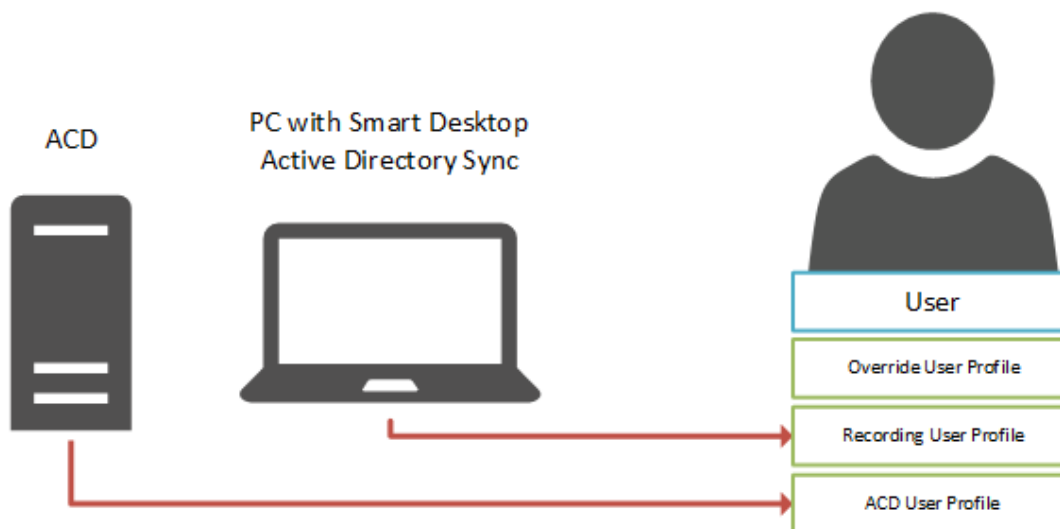 ACD
PC with Smart Desktop
Active Directory Sync
User
Override User Profile
Recording User Profile
ACD User Profile